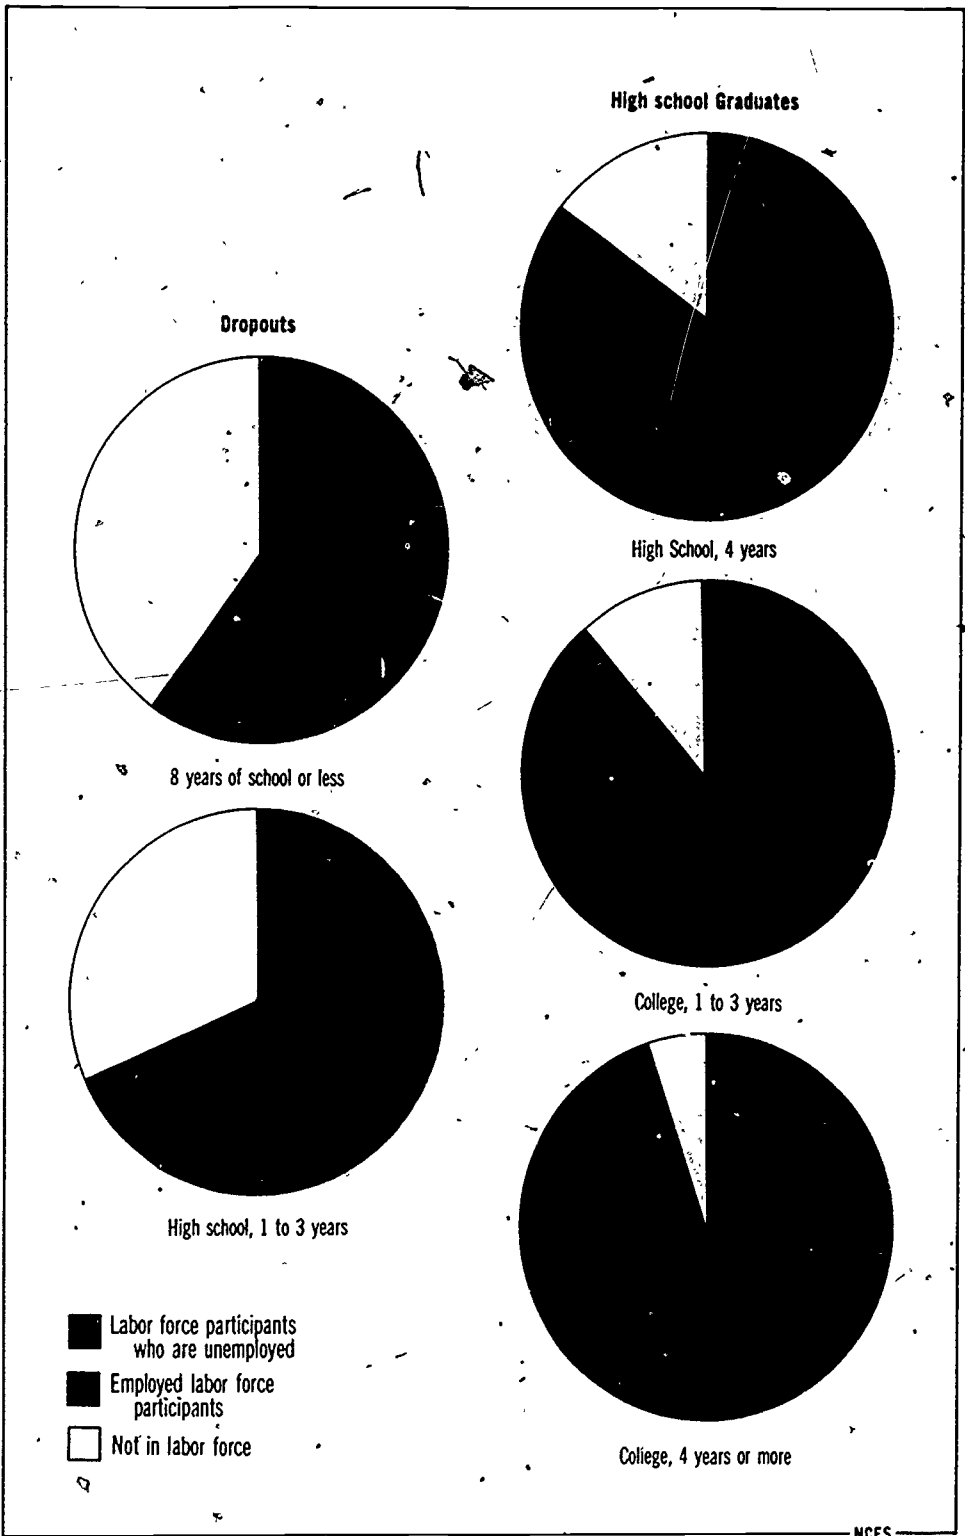 High school Graduates
Dropouts
High School, 4 years
8 years of school or less
College, 1 to 3 years
High school, 1 to 3 years
Labor force participants
who are unemployed
Employed labor force
participants
Not in labor force
College, 4 years or more
NCES